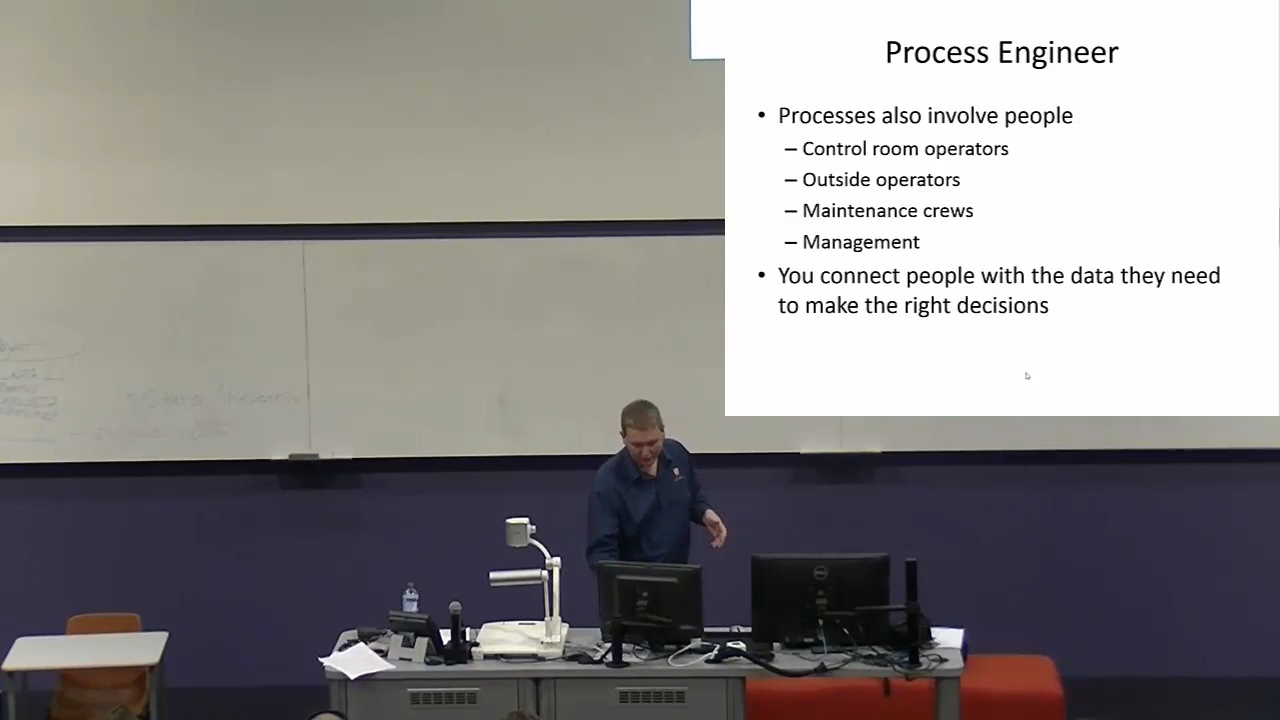 Process Engineer
• Processes also involve people
– Control room operators
– Outside operators
– Maintenance crews
– Management
• You connect people with the data they need
to make the right decisions
DELL